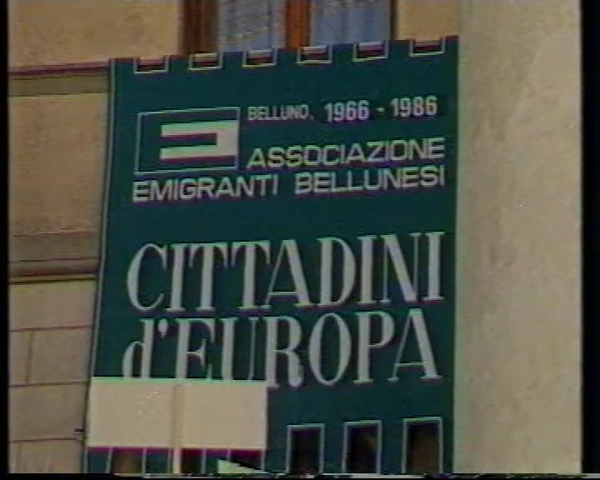 BELLUNO, 1966 - 1986
E ASSOCIAZIONE
EMIGRANTI BELLUNESI
CITTADINI
d'EUROPA